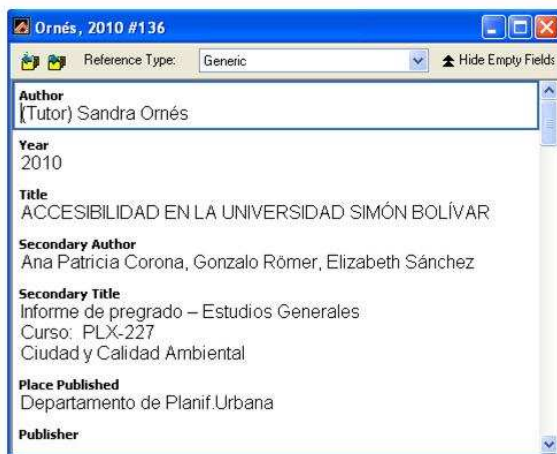 Ornés, 2010 #136
Reference Type: Generic Hide Empty Fields
Author
(Tutor) Sandra Ornés
Year
2010
Title
ACCESIBILIDAD EN LA UNIVERSIDAD SIMÓN BOLÍVAR
Secondary Author
Ana Patricia Corona, Gonzalo Römer, Elizabeth Sánchez
Secondary Title
Informe de pregrado – Estudios Generales
Curso: PLX-227
Ciudad y Calidad Ambiental
Place Published
Departamento de Planif.Urbana
Publisher